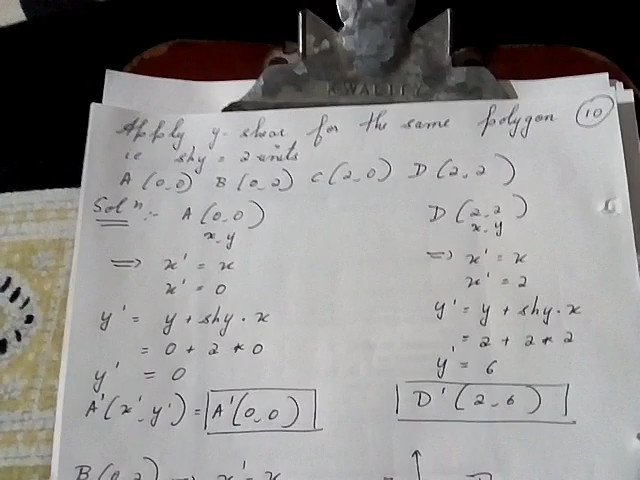 KWALITY
Apply y-shear for the same polygon 10
ie shy = 2 units
A (0,0) B (0,2) C (2,0) D (2,2)
Solⁿ:- A (0,0)
x,y
=> x' = x
x' = 0
y' = y + shy . x
= 0 + 2 * 0
y' = 0
A'(x',y') = A'(0,0)
D (2,2)
x,y
=> x' = x
x' = 2
y' = y + shy . x
= 2 + 2 * 2
y' = 6
D' (2,6)
B (0,2) => x' = x